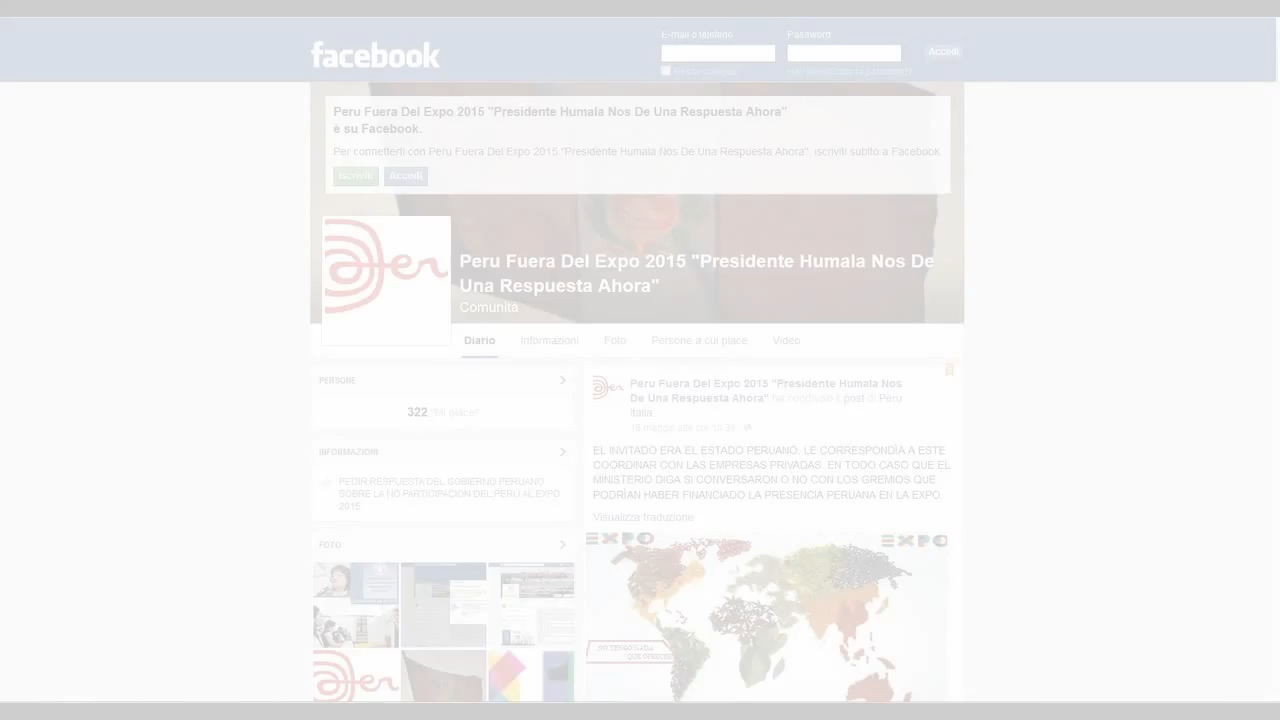 facebook
E-mail o telefono
Password
Accedi
Peru Fuera Del Expo 2015 "Presidente Humala Nos De Una Respuesta Ahora"
è su Facebook.
Per connetterti con Peru Fuera Del Expo 2015 "Presidente Humala Nos De Una Respuesta Ahora", iscriviti subito a Facebook.
Iscriviti
Accedi
Peru Fuera Del Expo 2015 "Presidente Humala Nos De
Una Respuesta Ahora"
Comunità
Diario
Informazioni
Foto
Persone a cui piace
Video
PERSONE
322 "Mi piace"
INFORMAZIONI
PEDIR RESPUESTA DEL GOBIERNO PERUANO
SOBRE LA NO PARTICIPACION DEL PERU AL EXPO
2015
FOTO
Peru Fuera Del Expo 2015 "Presidente Humala Nos
De Una Respuesta Ahora" ha condiviso il post di Peru
Italia.
EL INVITADO ERA EL ESTADO PERUANO. LE CORRESPONDÍA A ESTE
COORDINAR CON LAS EMPRESAS PRIVADAS. EN TODO CASO QUE EL
MINISTERIO DIGA SI CONVERSARON O NO CON LOS GREMIOS QUE
PODRÍAN HABER FINANCIADO LA PRESENCIA PERUANA EN LA EXPO.
Visualizza traduzione
EXPO
EXPO
NO TENGO NADA
QUE OFRECER